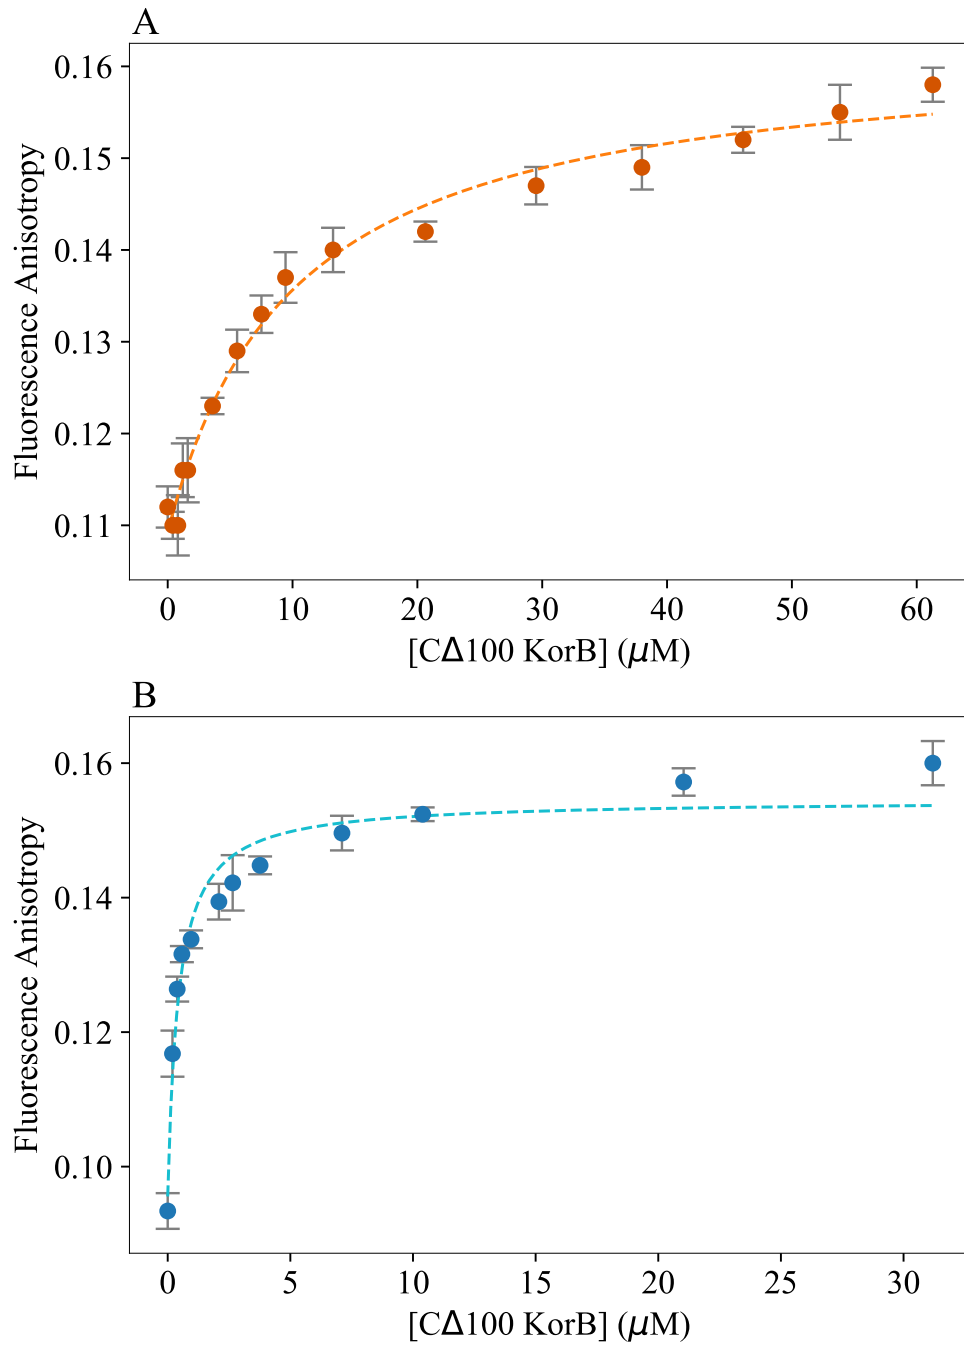 A
0.16
0.15
0.14
0.13
0.12
0.11
Fluorescence Anisotropy
0 10 20 30 40 50 60
[CΔ100 KorB] (μM)
B
0.16
0.14
0.12
0.10
Fluorescence Anisotropy
0 5 10 15 20 25 30
[CΔ100 KorB] (μM)